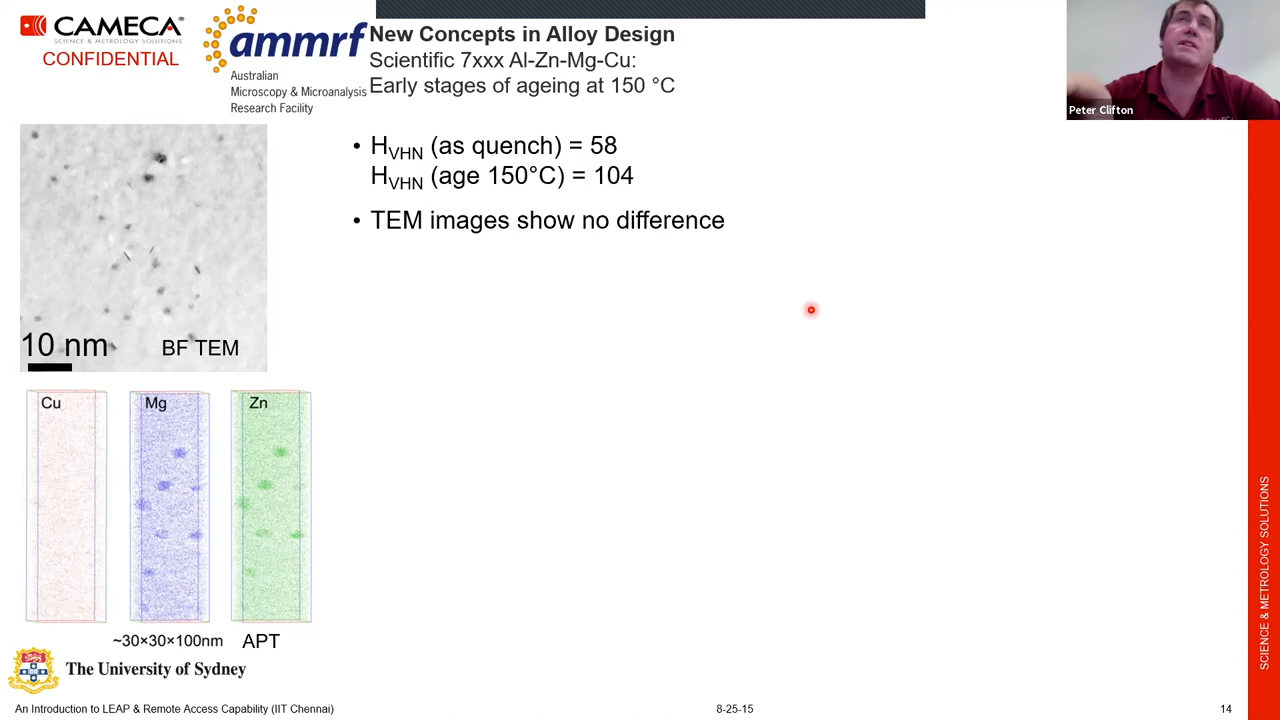 CAMECA®
SCIENCE & METROLOGY SOLUTIONS
CONFIDENTIAL
ammrf
Australian
Microscopy & Microanalysis
Research Facility
New Concepts in Alloy Design
Scientific 7xxx Al-Zn-Mg-Cu:
Early stages of ageing at 150 °C
Peter Clifton
• HVHN (as quench) = 58
HVHN (age 150°C) = 104
• TEM images show no difference
10 nm
BF TEM
Cu
Mg
Zn
~30×30×100nm
APT
The University of Sydney
SCIENCE & METROLOGY SOLUTIONS
An Introduction to LEAP & Remote Access Capability (IIT Chennai)
8-25-15
14